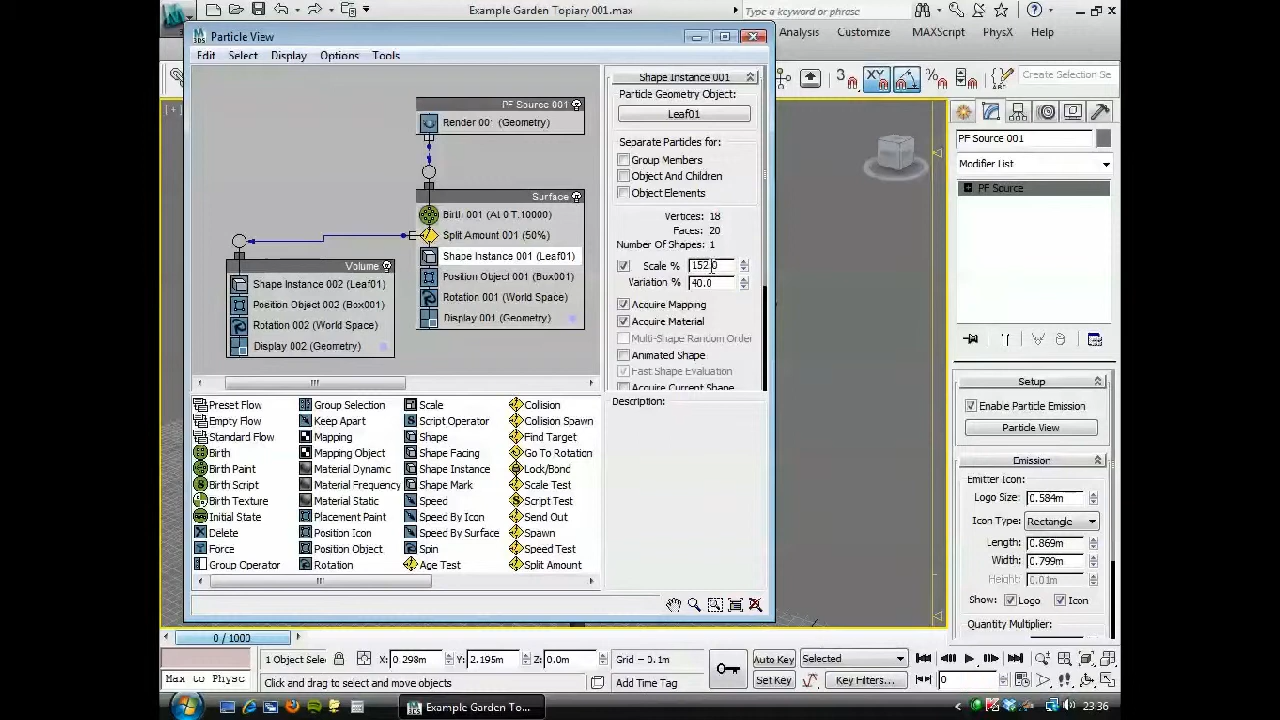 Example Garden Topiary 001.max
Type a keyword or phrase
Particle View
Analysis Customize MAXScript PhysX Help
Edit Select Display Options Tools
Create Selection Se
PF Source 001
Render 001 (Geometry)
Surface
Birth 001 (At 0 T:10000)
Split Amount 001 (50%)
Shape Instance 001 (Leaf01)
Position Object 001 (Box001)
Rotation 001 (World Space)
Display 001 (Geometry)
Volume
Shape Instance 002 (Leaf01)
Position Object 002 (Box001)
Rotation 002 (World Space)
Display 002 (Geometry)
Shape Instance 001
Particle Geometry Object:
Leaf01
Separate Particles for:
Group Members
Object And Children
Object Elements
Vertices: 18
Faces: 20
Number Of Shapes: 1
Scale % 152.0
Variation % 40.0
Acquire Mapping
Acquire Material
Multi-Shape Random Order
Animated Shape
Fast Shape Evaluation
Acquire Current Shape
Description:
Preset Flow Group Selection Scale Collision
Empty Flow Keep Apart Script Operator Collision Spawn
Standard Flow Mapping Shape Find Target
Birth Mapping Object Shape Facing Go To Rotation
Birth Paint Material Dynamic Shape Instance Lock/Bond
Birth Script Material Frequency Shape Mark Scale Test
Birth Texture Material Static Speed Script Test
Initial State Placement Paint Speed By Icon Send Out
Delete Position Icon Speed By Surface Spawn
Force Position Object Spin Speed Test
Group Operator Rotation Age Test Split Amount
[ + ]
PF Source 001
Modifier List
PF Source
Setup
Enable Particle Emission
Particle View
Emission
Emitter Icon:
Logo Size: 0.584m
Icon Type: Rectangle
Length: 0.869m
Width: 0.799m
Height: 0.01m
Show: Logo Icon
Quantity Multiplier:
0 / 1000
1 Object Sele X: 0.298m Y: 2.195m Z: 0.0m Grid = 0.1m Auto Key Selected
Max to Physc Click and drag to select and move objects Add Time Tag Set Key Key Filters... 0
Example Garden To... 23:36